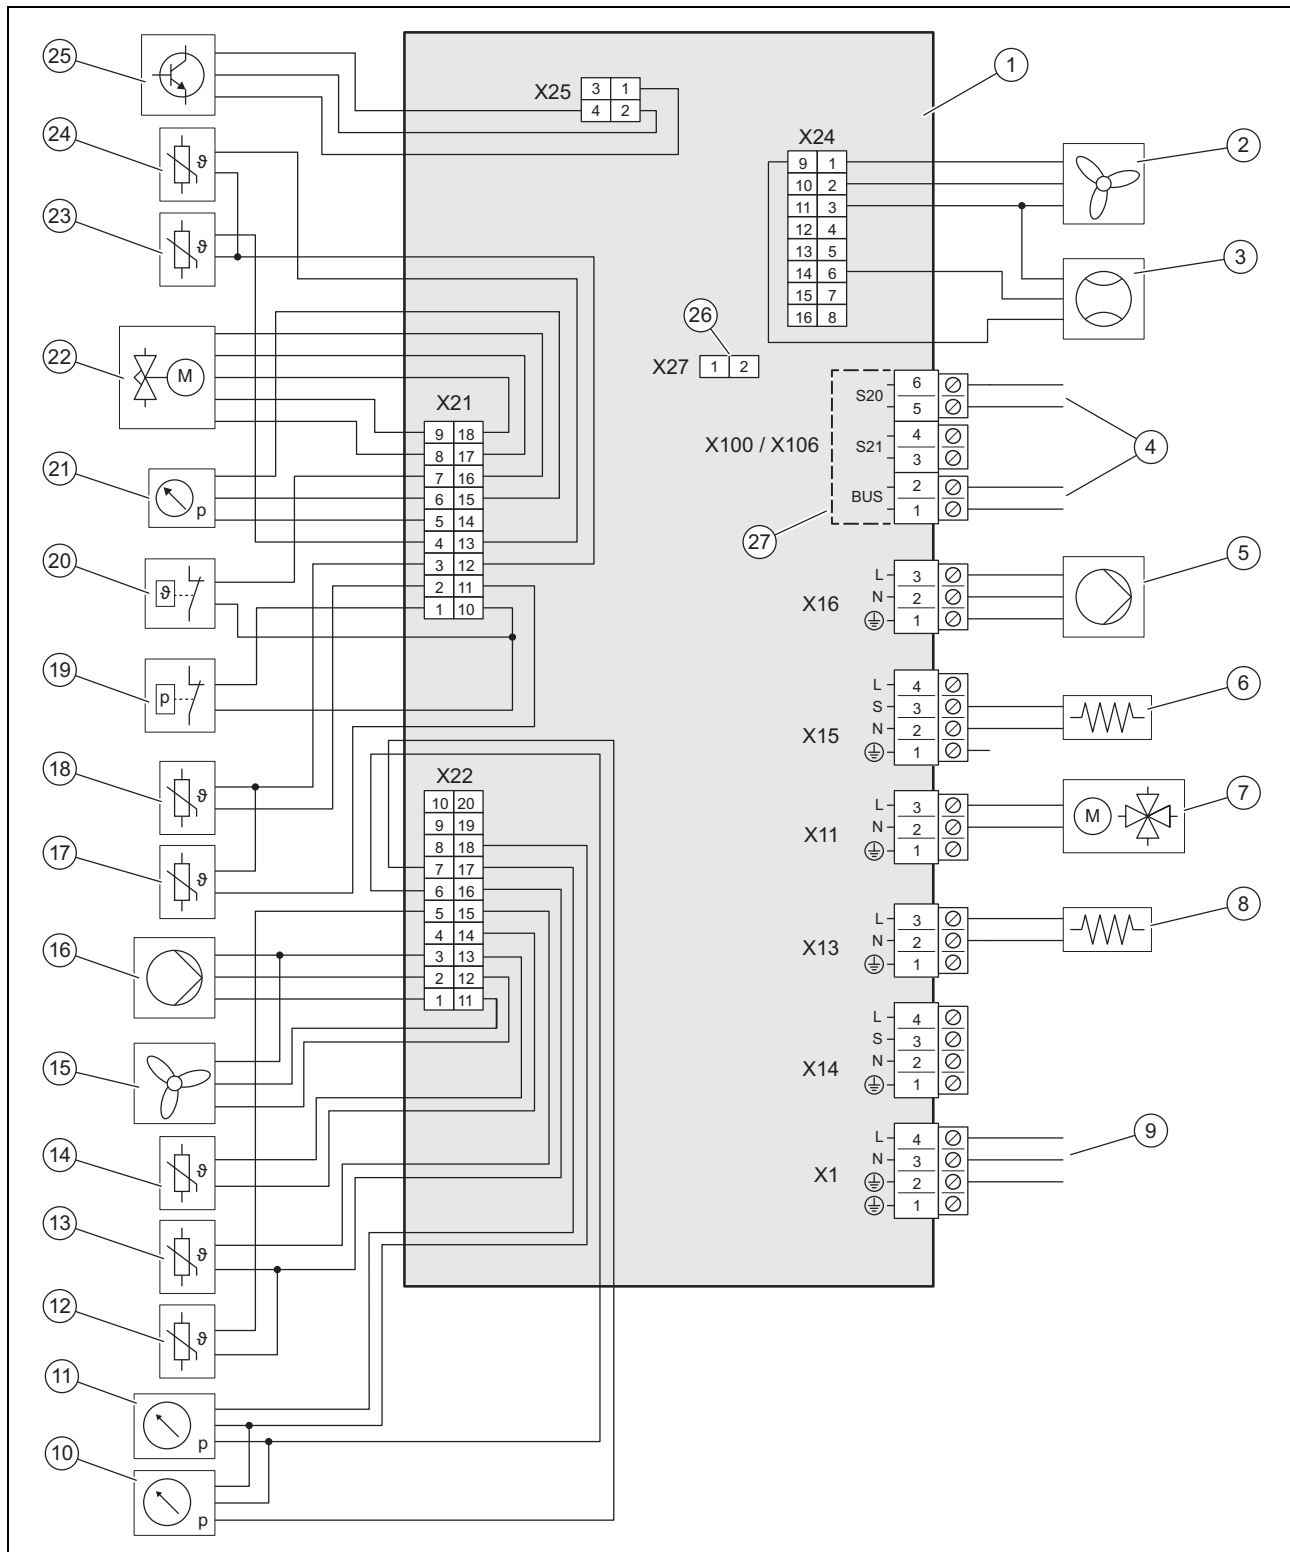 25
24
23
22
M
21
p
20
ϑ
19
p
18
ϑ
17
ϑ
16
15
14
ϑ
13
ϑ
12
ϑ
11
p
10
p
ϑ
ϑ
X25
3 1
4 2
X24
9 1
10 2
11 3
12 4
13 5
14 6
15 7
16 8
26
X27
1 2
X21
9 18
8 17
7 16
6 15
5 14
4 13
3 12
2 11
1 10
X22
10 20
9 19
8 18
7 17
6 16
5 15
4 14
3 13
2 12
1 11
1
2
3
X100 / X106
S20
6
5
S21
4
3
BUS
2
1
27
4
X16
L 3
N 2
1
5
X15
L 4
S 3
N 2
1
6
X11
L 3
N 2
1
M
7
X13
L 3
N 2
1
8
X14
L 4
S 3
N 2
1
X1
L 4
N 3
2
1
9